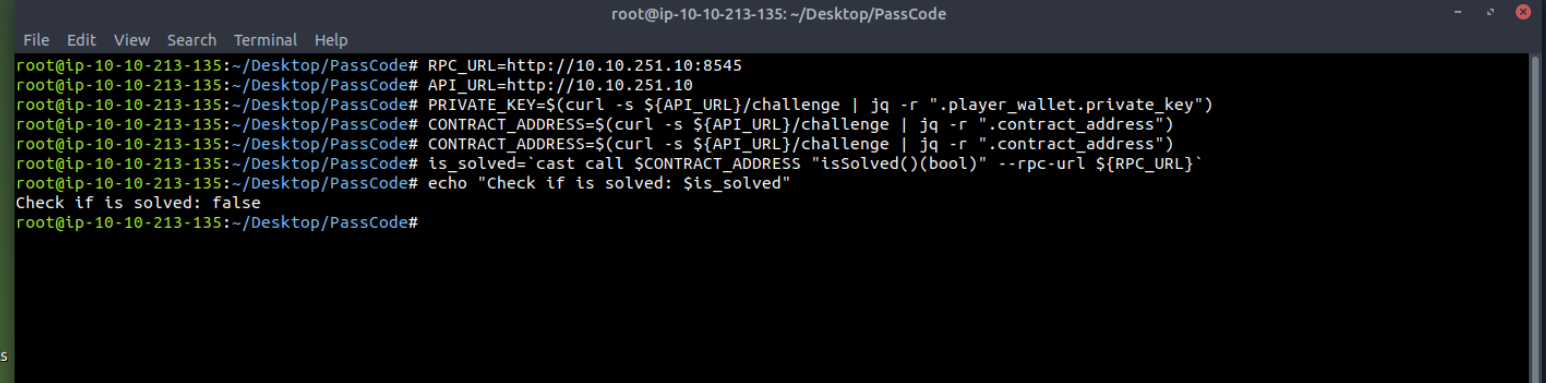 root@ip-10-10-213-135: ~/Desktop/PassCode
File Edit View Search Terminal Help
root@ip-10-10-213-135:~/Desktop/PassCode# RPC_URL=http://10.10.251.10:8545
root@ip-10-10-213-135:~/Desktop/PassCode# API_URL=http://10.10.251.10
root@ip-10-10-213-135:~/Desktop/PassCode# PRIVATE_KEY=$(curl -s ${API_URL}/challenge | jq -r ".player_wallet.private_key")
root@ip-10-10-213-135:~/Desktop/PassCode# CONTRACT_ADDRESS=$(curl -s ${API_URL}/challenge | jq -r ".contract_address")
root@ip-10-10-213-135:~/Desktop/PassCode# CONTRACT_ADDRESS=$(curl -s ${API_URL}/challenge | jq -r ".contract_address")
root@ip-10-10-213-135:~/Desktop/PassCode# is_solved=`cast call $CONTRACT_ADDRESS "isSolved()(bool)" --rpc-url ${RPC_URL}`
root@ip-10-10-213-135:~/Desktop/PassCode# echo "Check if is solved: $is_solved"
Check if is solved: false
root@ip-10-10-213-135:~/Desktop/PassCode#
s